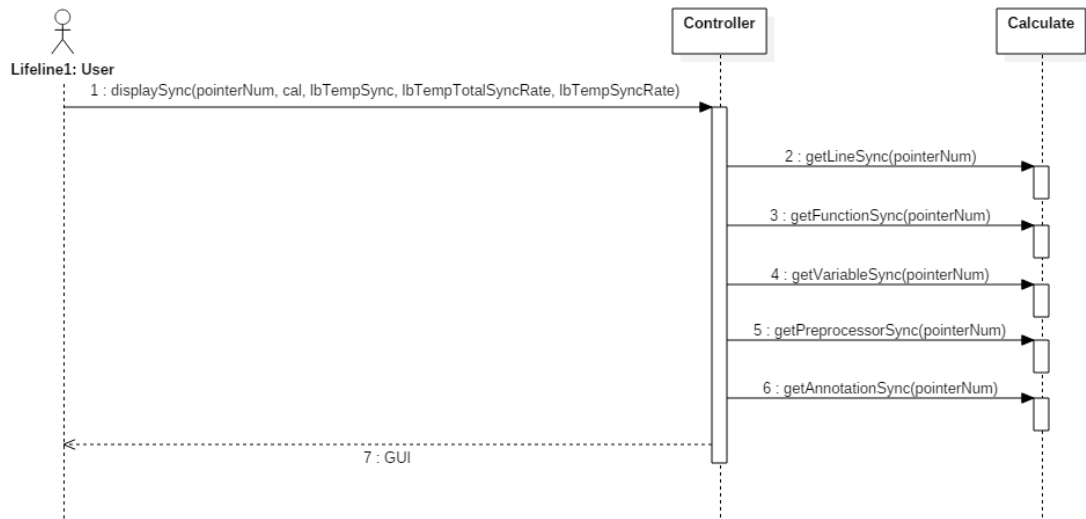 Controller
Calculate
Lifeline1: User
1 : displaySync(pointerNum, cal, lbTempSync, lbTempTotalSyncRate, lbTempSyncRate)
2 : getLineSync(pointerNum)
3 : getFunctionSync(pointerNum)
4 : getVariableSync(pointerNum)
5 : getPreprocessorSync(pointerNum)
6 : getAnnotationSync(pointerNum)
7 : GUI